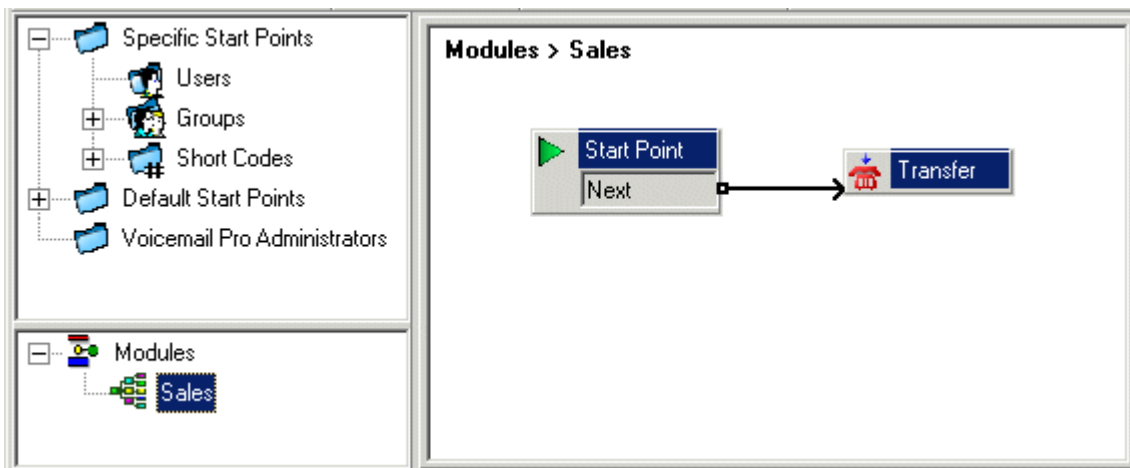 Specific Start Points
Users
Groups
Short Codes
Default Start Points
Voicemail Pro Administrators
Modules
Sales
Modules > Sales
Start Point
Next
Transfer